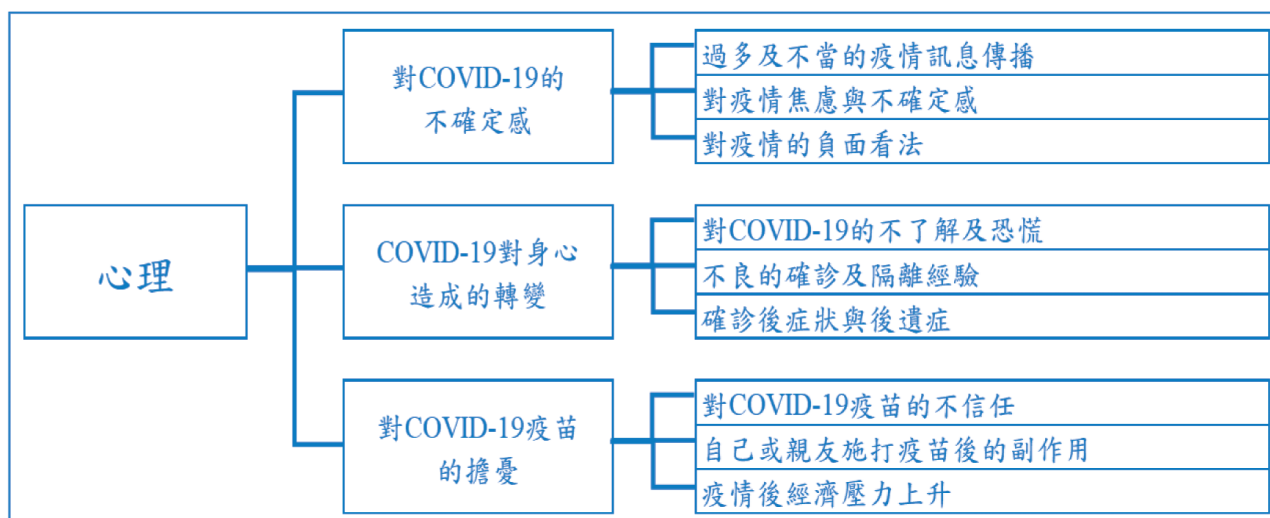 心理
對COVID-19的
不確定感
過多及不當的疫情訊息傳播
對疫情焦慮與不確定感
對疫情的負面看法
COVID-19對身心
造成的轉變
對COVID-19的不了解及恐慌
不良的確診及隔離經驗
確診後症狀與後遺症
對COVID-19疫苗
的擔憂
對COVID-19疫苗的不信任
自己或親友施打疫苗後的副作用
疫情後經濟壓力上升